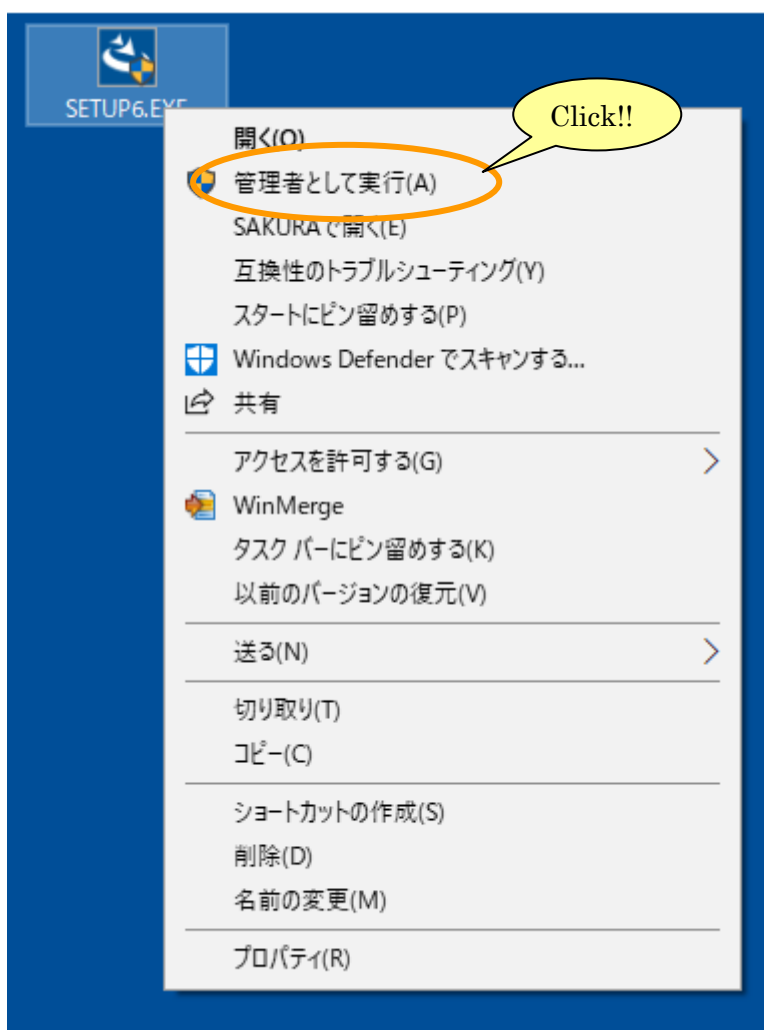 SETUP6.EXE
Click!!
開く(O)
管理者として実行(A)
SAKURAで開く(E)
互換性のトラブルシューティング(Y)
スタートにピン留めする(P)
Windows Defender でスキャンする...
共有
アクセスを許可する(G)
WinMerge
タスク バーにピン留めする(K)
以前のバージョンの復元(V)
送る(N)
切り取り(T)
コピー(C)
ショートカットの作成(S)
削除(D)
名前の変更(M)
プロパティ(R)